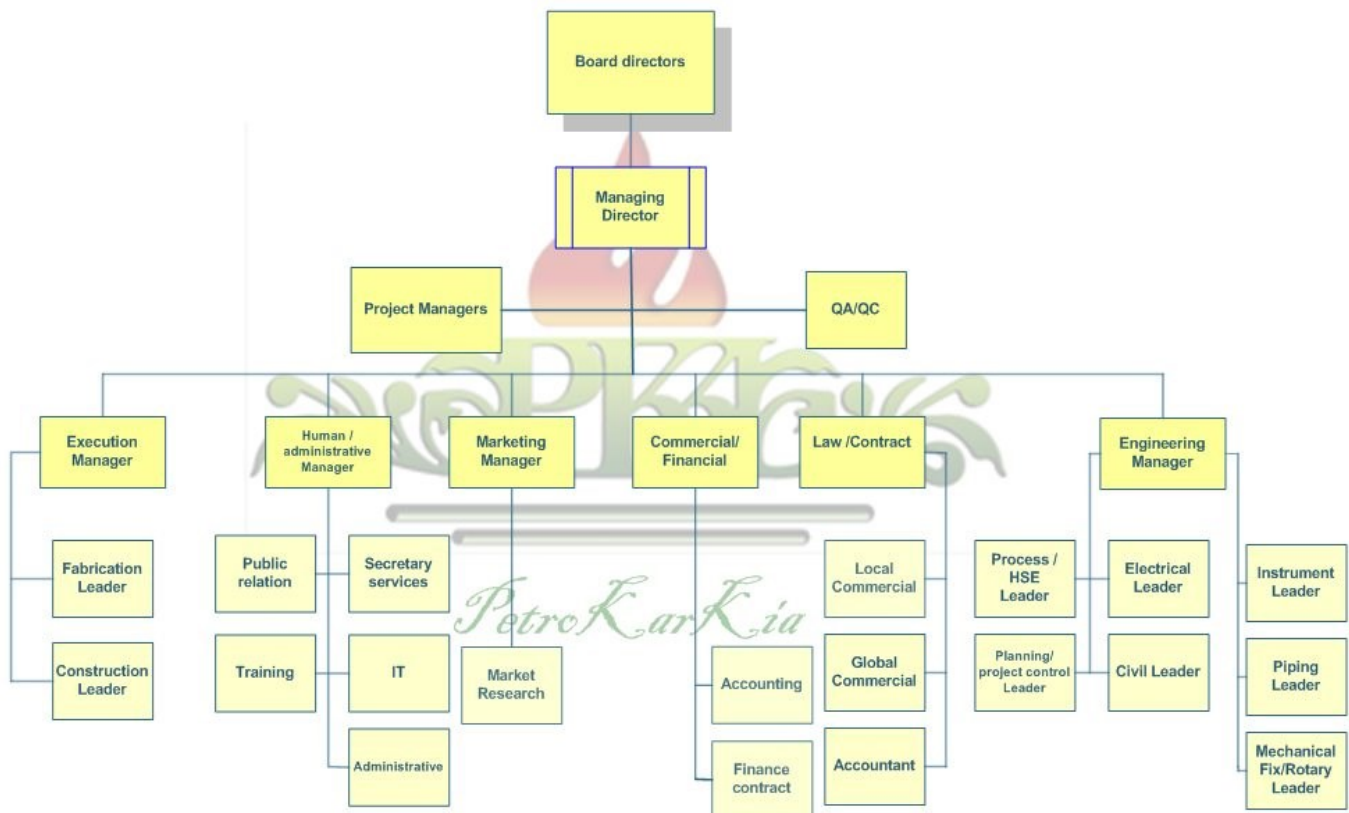 Board directors
Managing
Director
Project Managers
QA/QC
PKK
Execution
Manager
Human /
administrative
Manager
Marketing
Manager
Commercial/
Financial
Law /Contract
Engineering
Manager
Fabrication
Leader
Public
relation
Secretary
services
Local
Commercial
Process /
HSE
Leader
Electrical
Leader
Instrument
Leader
PetroKarKia
Construction
Leader
Training
IT
Market
Research
Accounting
Global
Commercial
Planning/
project control
Leader
Civil Leader
Piping
Leader
Administrative
Finance
contract
Accountant
Mechanical
Fix/Rotary
Leader